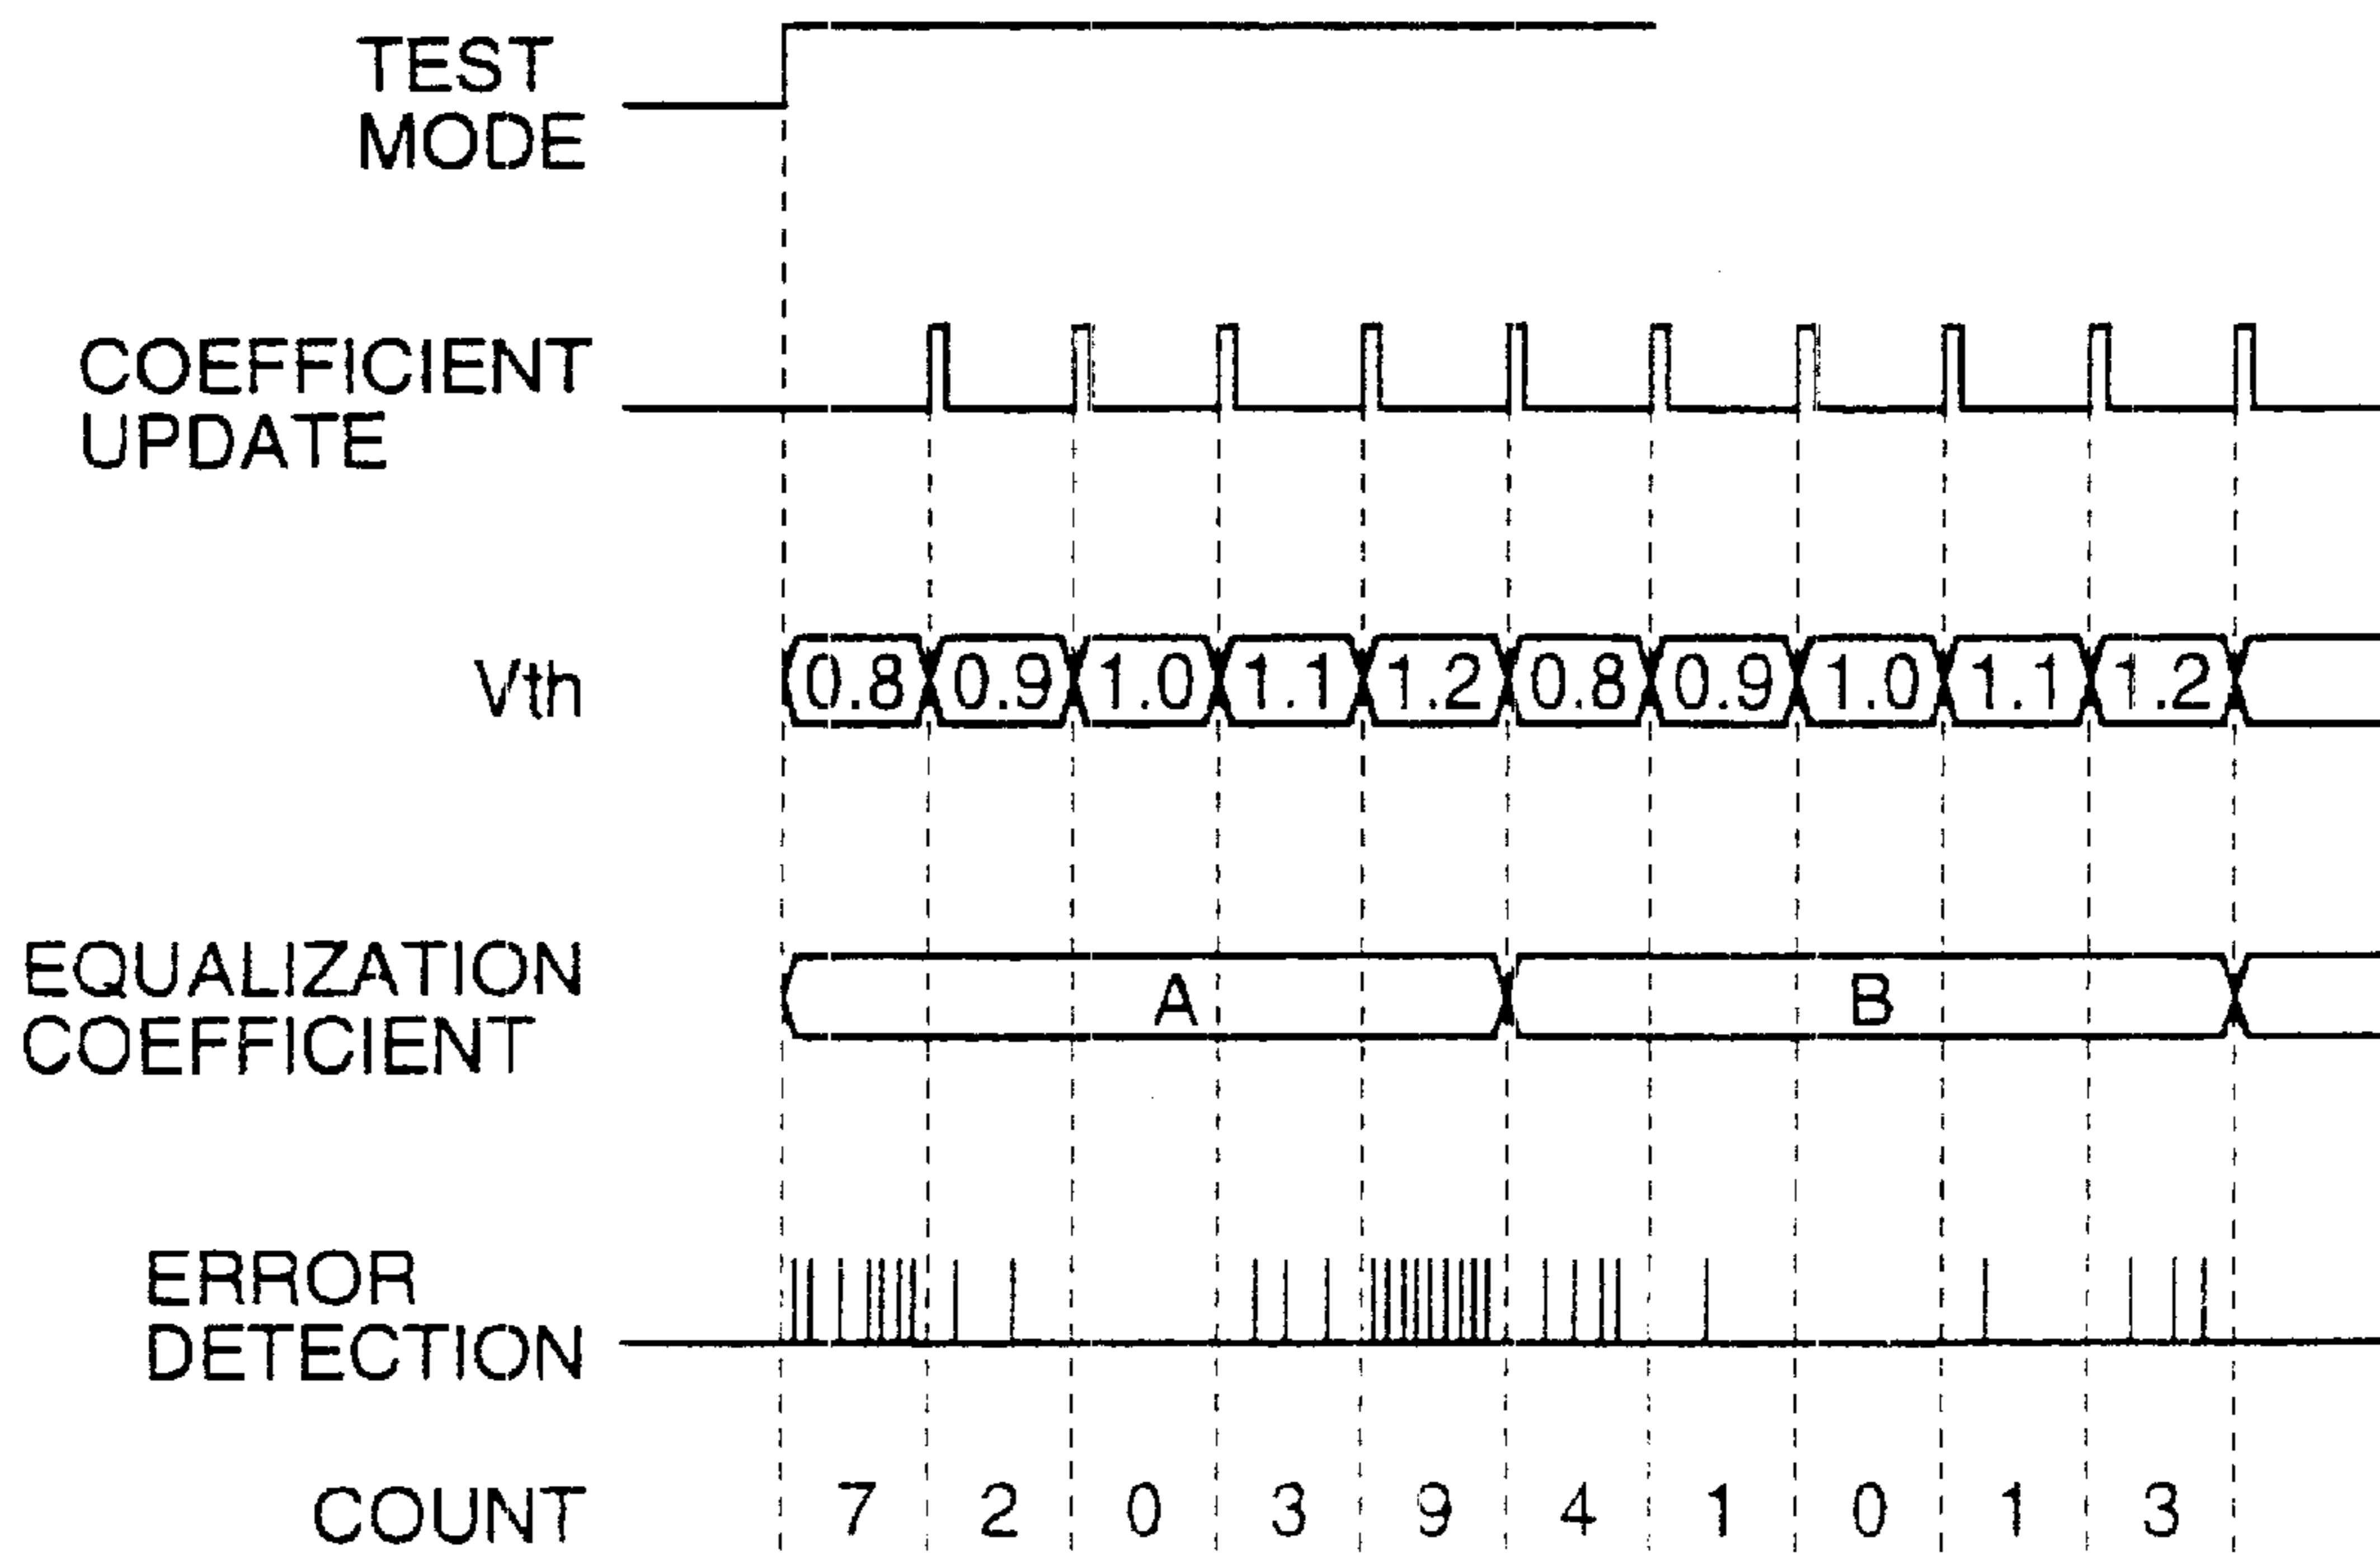 TEST
MODE
COEFFICIENT
UPDATE
Vth
0.8 0.9 1.0 1.1 1.2 0.8 0.9 1.0 1.1 1.2
EQUALIZATION
COEFFICIENT
A B
ERROR
DETECTION
COUNT 7 2 0 3 9 4 1 0 1 3